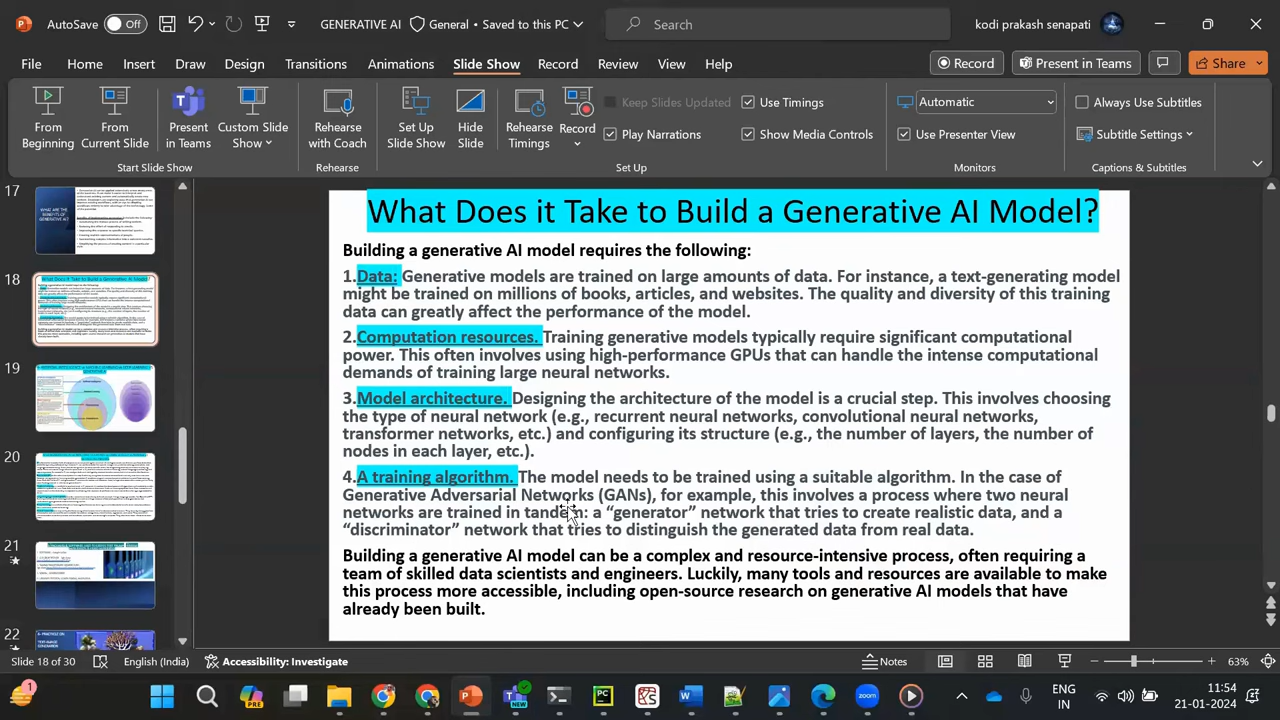 AutoSave Off GENERATIVE AI General • Saved to this PC Search kodi prakash senapati
File Home Insert Draw Design Transitions Animations Slide Show Record Review View Help Record Present in Teams Share
From Beginning
From Current Slide
Present in Teams
Custom Slide Show
Rehearse with Coach
Set Up Slide Show
Hide Slide
Rehearse Timings
Record
Keep Slides Updated
Use Timings
Play Narrations
Show Media Controls
Automatic
Use Presenter View
Always Use Subtitles
Subtitle Settings
Start Slide Show Rehearse Set Up Monitors Captions & Subtitles
17
WHAT ARE THE
BENEFITS OF
GENERATIVE AI?
18
19
20
21
22
What Does it Take to Build a Generative AI Model?
Building a generative AI model requires the following:
1.Data: Generative models are trained on large amounts of data. For instance, a text-generating model
might be trained on millions of books, articles, and websites. The quality and diversity of this training
data can greatly affect the performance of the model.
2.Computation resources. Training generative models typically require significant computational
power. This often involves using high-performance GPUs that can handle the intense computational
demands of training large neural networks.
3.Model architecture. Designing the architecture of the model is a crucial step. This involves choosing
the type of neural network (e.g., recurrent neural networks, convolutional neural networks,
transformer networks, etc.) and configuring its structure (e.g., the number of layers, the number of
nodes in each layer, etc.).
4.A training algorithm. The model needs to be trained using a suitable algorithm. In the case of
Generative Adversarial Networks (GANs), for example, this involves a process where two neural
networks are trained in tandem: a “generator” network that tries to create realistic data, and a
“discriminator” network that tries to distinguish the generated data from real data.
Building a generative AI model can be a complex and resource-intensive process, often requiring a
team of skilled data scientists and engineers. Luckily, many tools and resources are available to make
this process more accessible, including open-source research on generative AI models that have
already been built.
Slide 18 of 30 English (India) Accessibility: Investigate Notes 63%
1 PRE NEW PC zoom ENG
IN
11:54
21-01-2024